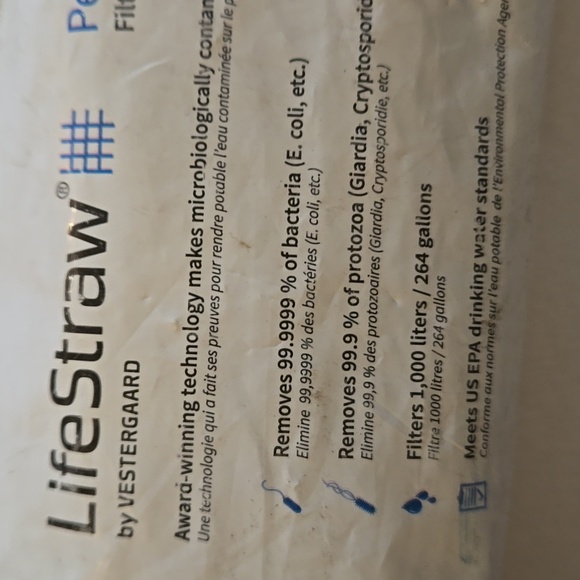 LifeStraw®
by VESTERGAARD
Pe
Filt
Award-winning technology makes microbiologically contan
Une technologie qui a fait ses preuves pour rendre potable l'eau contaminée sur le p
Removes 99.9999 % of bacteria (E. coli, etc.)
Elimine 99,9999 % des bactéries (E. coli, etc.)
Removes 99.9 % of protozoa (Giardia, Cryptosporid
Elimine 99,9 % des protozoaires (Giardia, Cryptosporidie, etc.)
Filters 1,000 liters / 264 gallons
Filtre 1000 litres / 264 gallons
Meets US EPA drinking water standards
Conforme aux normes sur l'eau potable de l'Environmental Protection Agen